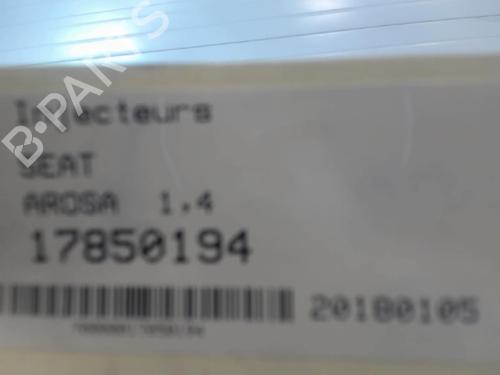 B-PARTS
Injecteurs
SEAT
AROSA 1.4
17850194
20180105